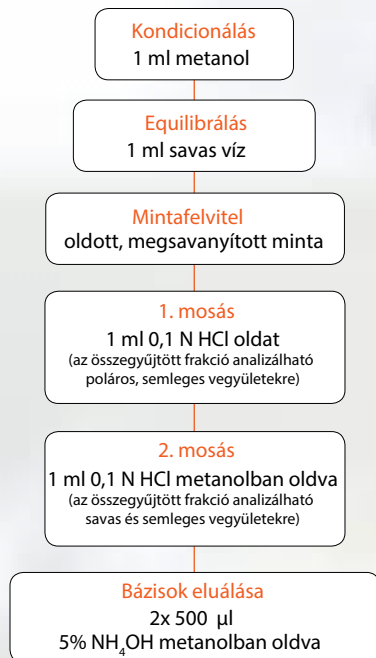 Kondicionálás
1 ml metanol
Equilibrálás
1 ml savas víz
Mintafelvitel
oldott, megsavanyított minta
1. mosás
1 ml 0,1 N HCl oldat
(az összegyűjtött frakció analizálható
poláros, semleges vegyületekre)
2. mosás
1 ml 0,1 N HCl metanolban oldva
(az összegyűjtött frakció analizálható
savas és semleges vegyületekre)
Bázisok eluálása
2x 500 µl
5% NH₄OH metanolban oldva